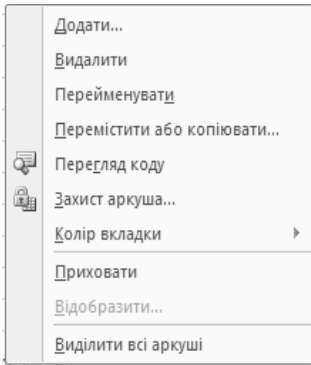 Додати...
Видалити
Перейменувати
Перемістити або копіювати...
Перегляд коду
Захист аркуша...
Колір вкладки
Приховати
Відобразити...
Виділити всі аркуші